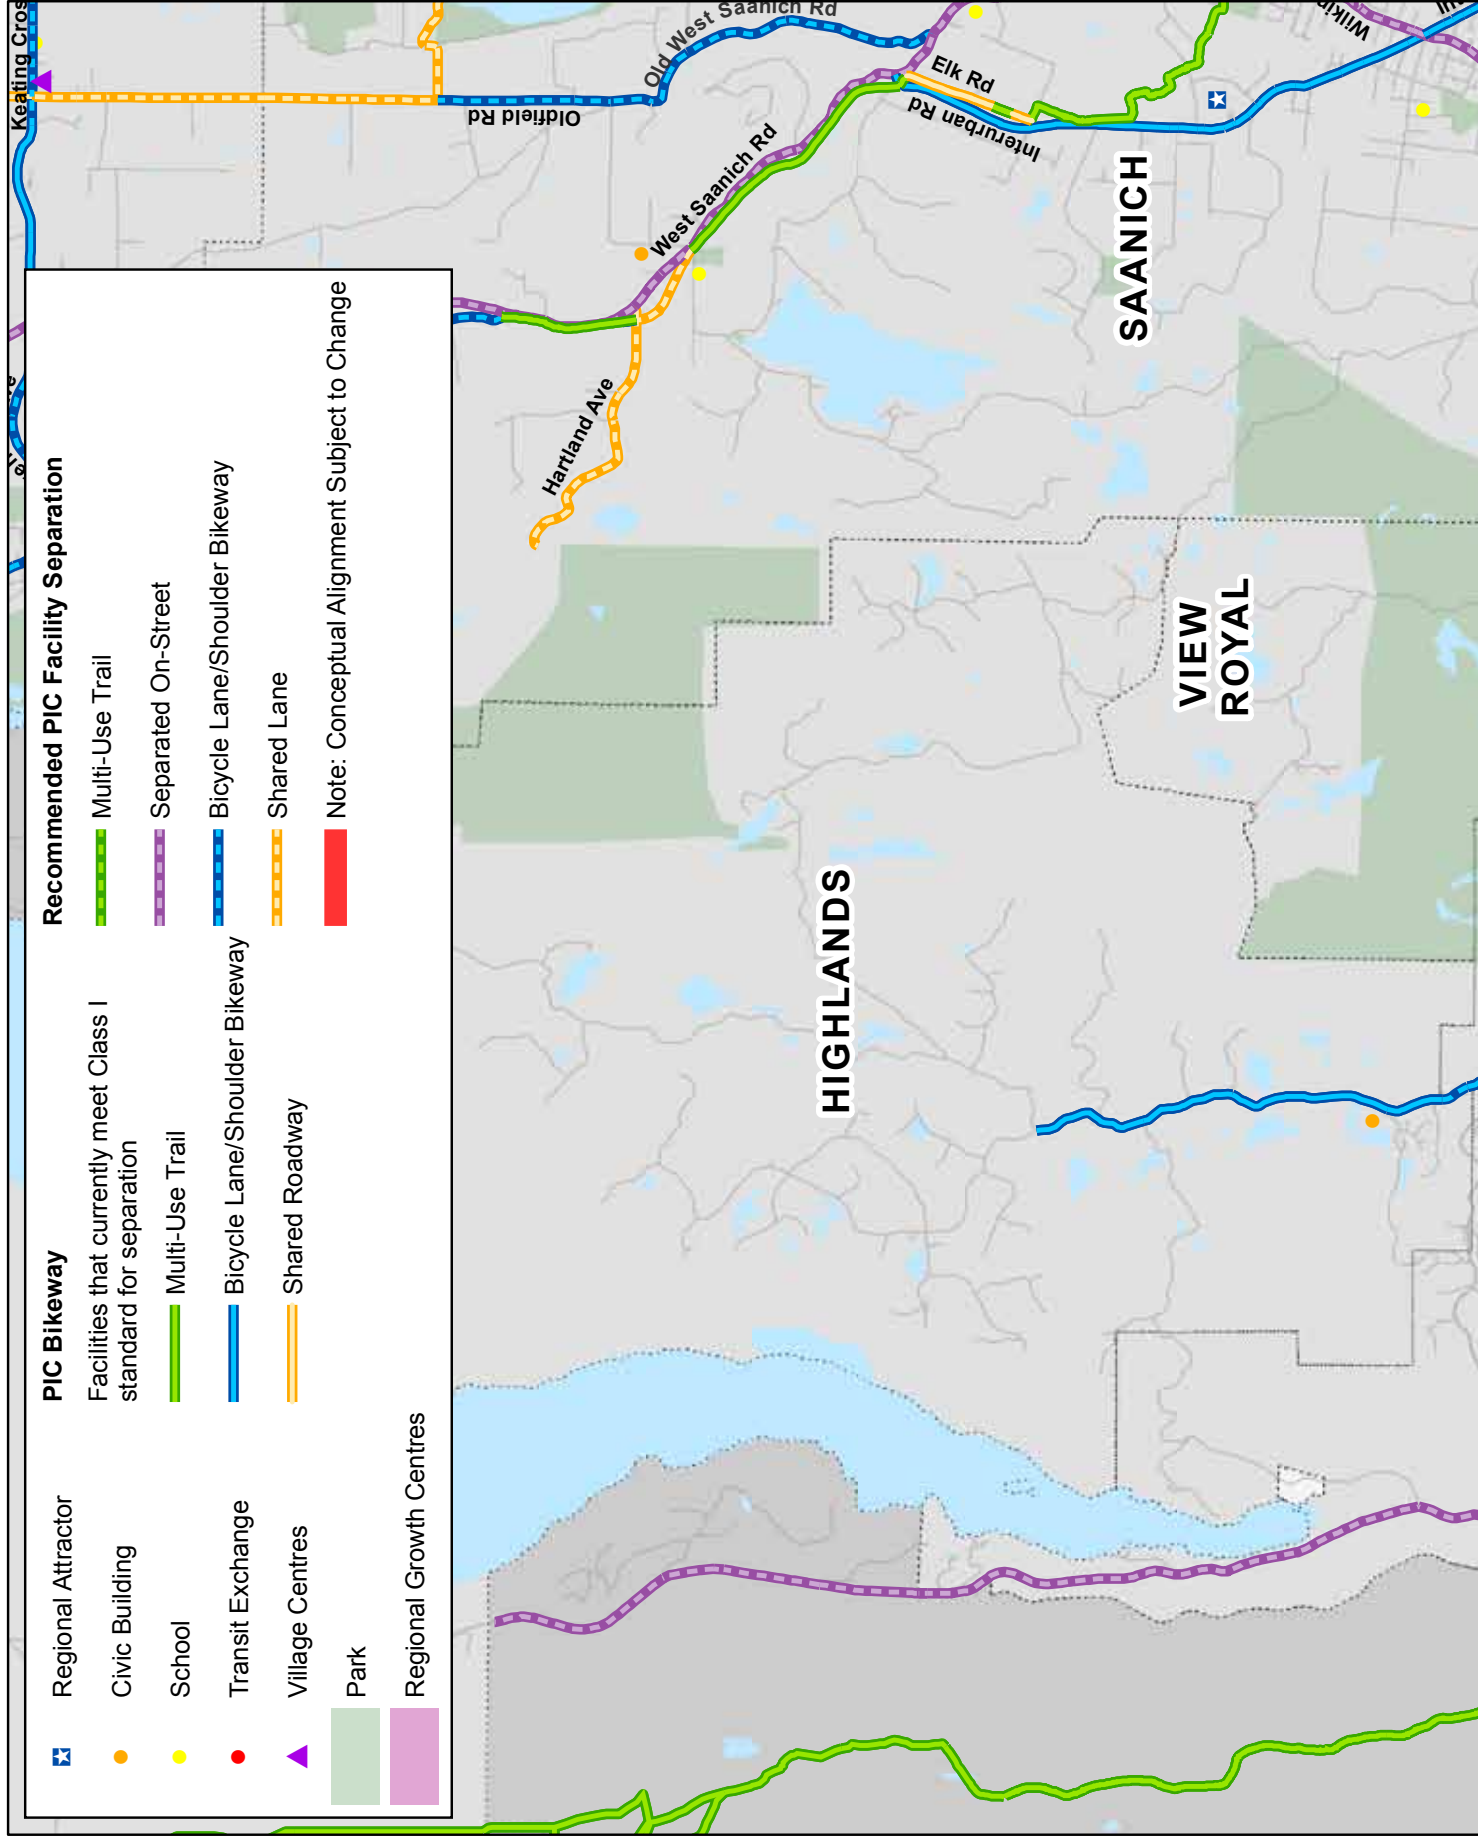 Regional Attractor
Civic Building
School
Transit Exchange
Village Centres
Park
Regional Growth Centres
PIC Bikeway
Facilities that currently meet Class I
standard for separation
Multi-Use Trail
Bicycle Lane/Shoulder Bikeway
Shared Roadway
Recommended PIC Facility Separation
Multi-Use Trail
Separated On-Street
Bicycle Lane/Shoulder Bikeway
Shared Lane
Note: Conceptual Alignment Subject to Change
Keating Cros
Oldfield Rd
Old West Saanich Rd
West Saanich Rd
Elk Rd
Interurban Rd
Wilkin
Hartland Ave
SAANICH
VIEW
ROYAL
HIGHLANDS